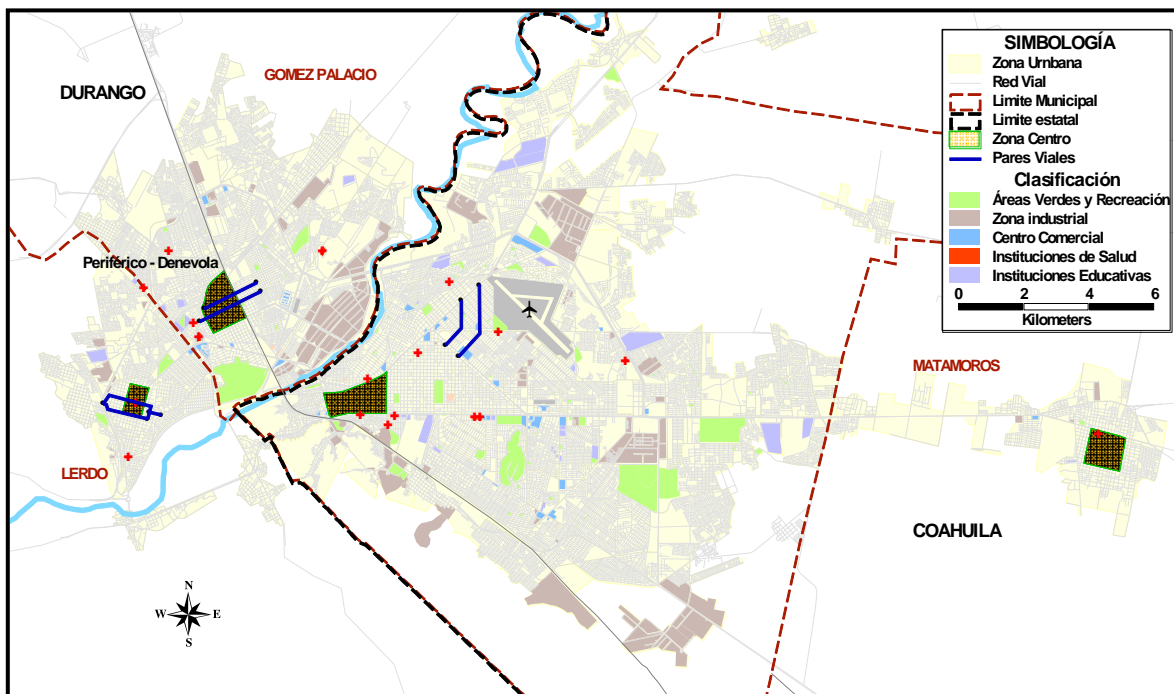 DURANGO
GOMEZ PALACIO
Periférico - Denevola
LERDO
MATAMOROS
COAHUILA
N
W
E
S
SIMBOLOGÍA
Zona Urnbana
Red Vial
Limite Municipal
Limite estatal
Zona Centro
Pares Viales
Clasificación
Áreas Verdes y Recreación
Zona industrial
Centro Comercial
Instituciones de Salud
Instituciones Educativas
0 2 4 6
Kilometers